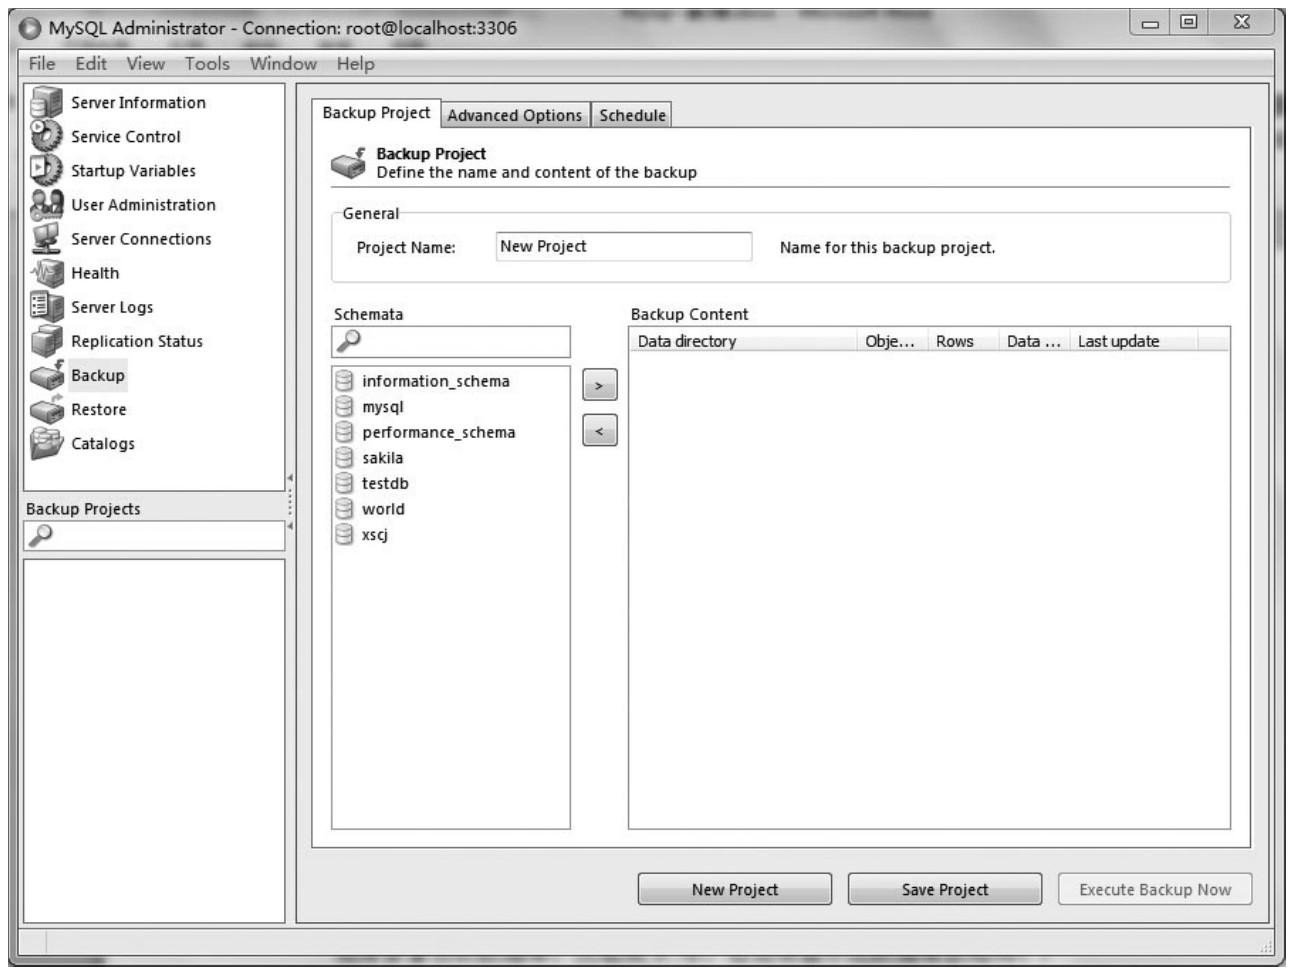 MySQL Administrator - Connection: root@localhost:3306
File Edit View Tools Window Help
Server Information
Service Control
Startup Variables
User Administration
Server Connections
Health
Server Logs
Replication Status
Backup
Restore
Catalogs
Backup Projects
Backup Project Advanced Options Schedule
Backup Project
Define the name and content of the backup
General
Project Name: New Project Name for this backup project.
Schemata
information_schema
mysql
performance_schema
sakila
testdb
world
xscj
>
<
Backup Content
Data directory Obje... Rows Data ... Last update
New Project Save Project Execute Backup Now